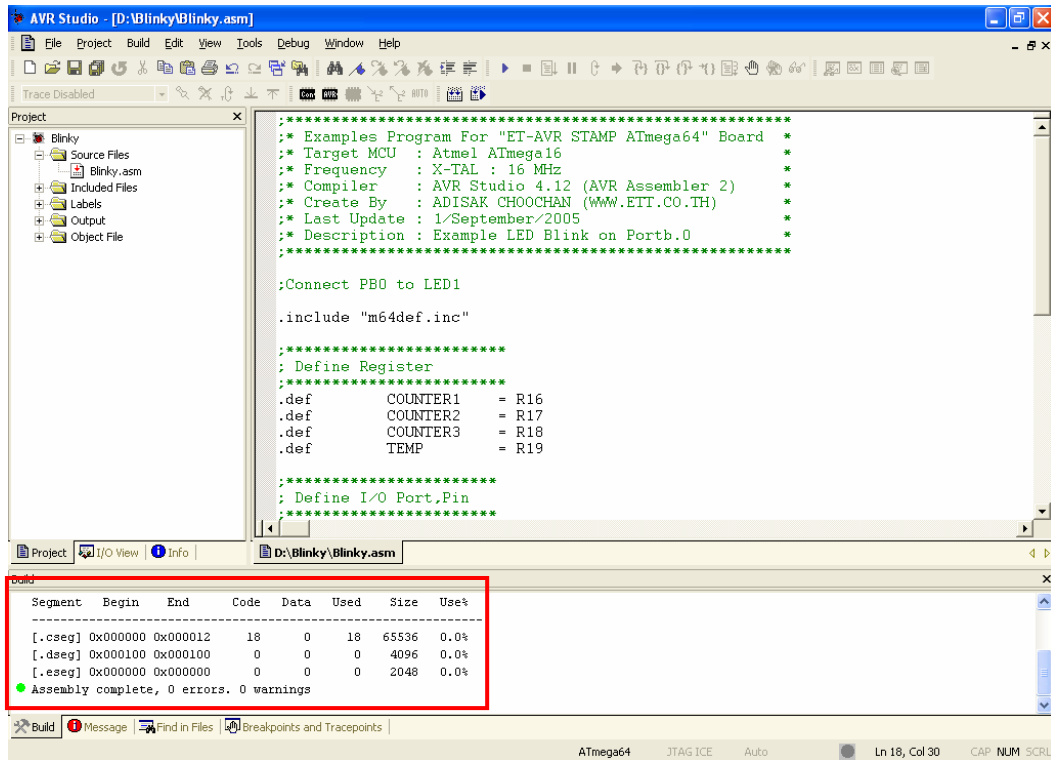 AVR Studio - [D:\Blinky\Blinky.asm]
File Project Build Edit View Tools Debug Window Help
Trace Disabled
Con AVR AUTO
Project
Blinky
Source Files
Blinky.asm
Included Files
Labels
Output
Object File
;******************************************************
;* Examples Program For "ET-AVR STAMP ATmega64" Board *
;* Target MCU : Atmel ATmega16 *
;* Frequency : X-TAL : 16 MHz *
;* Compiler : AVR Studio 4.12 (AVR Assembler 2) *
;* Create By : ADISAK CHOOCHAN (WWW.ETT.CO.TH) *
;* Last Update : 1/September/2005 *
;* Description : Example LED Blink on Portb.0 *
;******************************************************
;Connect PB0 to LED1
.include "m64def.inc"
;************************
; Define Register
;************************
.def COUNTER1 = R16
.def COUNTER2 = R17
.def COUNTER3 = R18
.def TEMP = R19
;***********************
; Define I/O Port,Pin
;***********************
Project I/O View Info
D:\Blinky\Blinky.asm
Build
Segment Begin End Code Data Used Size Use%
---------------------------------------------------------------
[.cseg] 0x000000 0x000012 18 0 18 65536 0.0%
[.dseg] 0x000100 0x000100 0 0 0 4096 0.0%
[.eseg] 0x000000 0x000000 0 0 0 2048 0.0%
Assembly complete, 0 errors. 0 warnings
Build Message Find in Files Breakpoints and Tracepoints
ATmega64 JTAG ICE Auto Ln 18, Col 30 CAP NUM SCRL